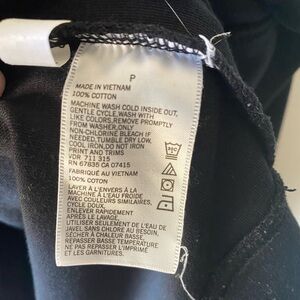 P
MADE IN VIETNAM
100% COTTON
MACHINE WASH COLD INSIDE OUT,
GENTLE CYCLE, WASH WITH
LIKE COLORS, REMOVE PROMPTLY
FROM WASHER, ONLY
NON-CHLORINE BLEACH IF
NEEDED, TUMBLE DRY LOW,
COOL IRON, DO NOT IRON
PRINT AND TRIMS
VDR 711 315
RN 67835 CA 07415
FABRIQUÉ AU VIETNAM
100% COTON
LAVER À L'ENVERS À LA
MACHINE À L'EAU FROIDE
AVEC COULEURS SIMILAIRES,
CYCLE DOUX,
ENLEVER RAPIDEMENT
APRÈS LE LAVAGE,
UTILISER SEULEMENT DE L'EAU
JAVEL SANS CHLORE AU BESOIN,
SÉCHER À CHALEUR BASSE,
REPASSER BASSE TEMPÉRATURE
NE PAS REPASSER L'IMPRIMÉ
ET LES GARNITURES.